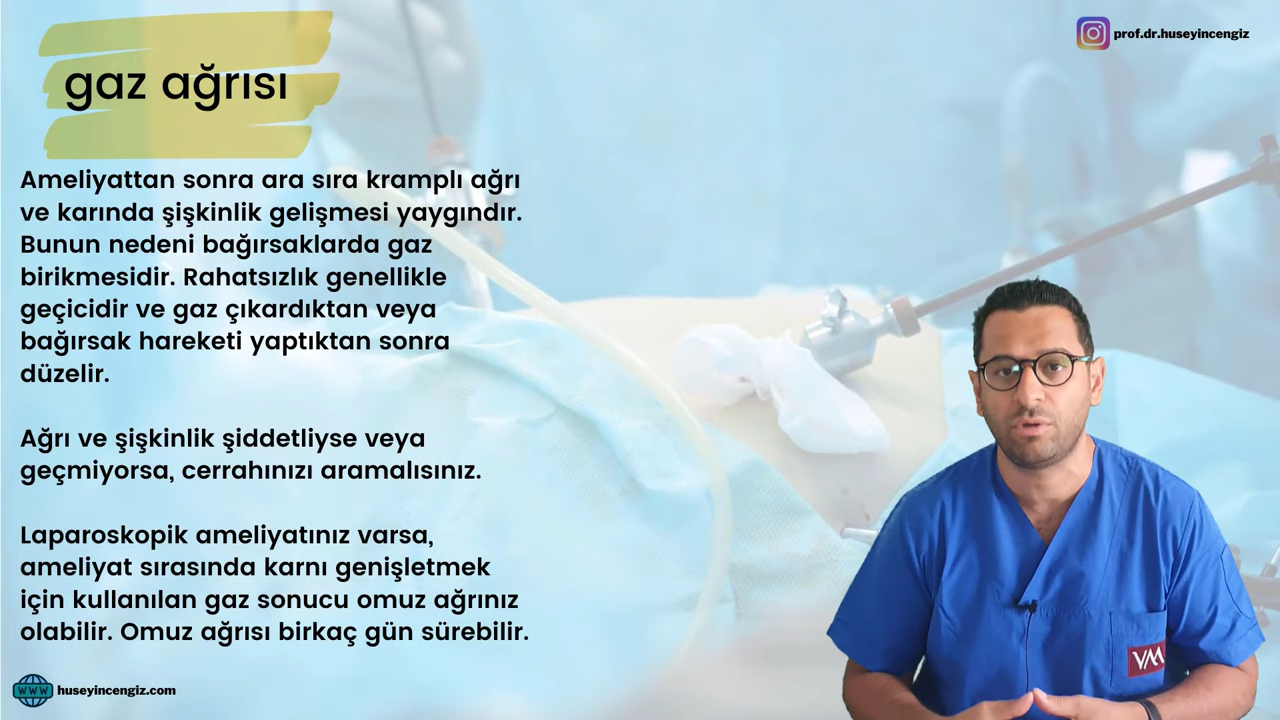 prof.dr.huseyincengiz
gaz ağrısı
Ameliyattan sonra ara sıra kramplı ağrı
ve karında şişkinlik gelişmesi yaygındır.
Bunun nedeni bağırsaklarda gaz
birikmesidir. Rahatsızlık genellikle
geçicidir ve gaz çıkardıktan veya
bağırsak hareketi yaptıktan sonra
düzelir.
Ağrı ve şişkinlik şiddetliyse veya
geçmiyorsa, cerrahınızı aramalısınız.
Laparoskopik ameliyatınız varsa,
ameliyat sırasında karnı genişletmek
için kullanılan gaz sonucu omuz ağrınız
olabilir. Omuz ağrısı birkaç gün sürebilir.
VM
WWW huseyincengiz.com